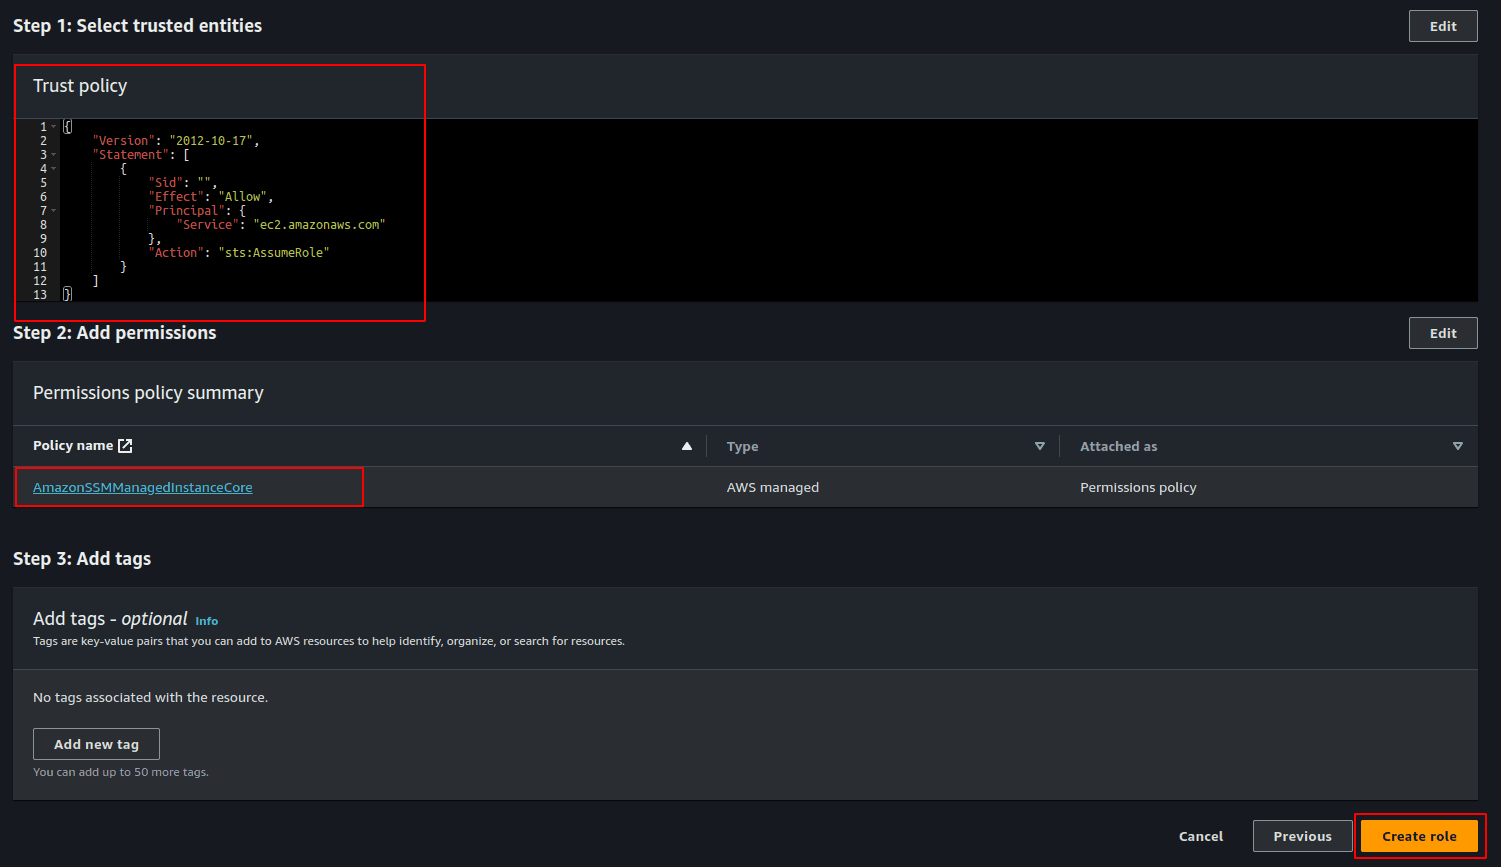 Step 1: Select trusted entities
Edit
Trust policy
1 {
2 "Version": "2012-10-17",
3 "Statement": [
4 {
5 "Sid": "",
6 "Effect": "Allow",
7 "Principal": {
8 "Service": "ec2.amazonaws.com"
9 },
10 "Action": "sts:AssumeRole"
11 }
12 ]
13 }
Step 2: Add permissions
Edit
Permissions policy summary
Policy name Type Attached as
AmazonSSMManagedInstanceCore AWS managed Permissions policy
Step 3: Add tags
Add tags - optional Info
Tags are key-value pairs that you can add to AWS resources to help identify, organize, or search for resources.
No tags associated with the resource.
Add new tag
You can add up to 50 more tags.
Cancel Previous Create role